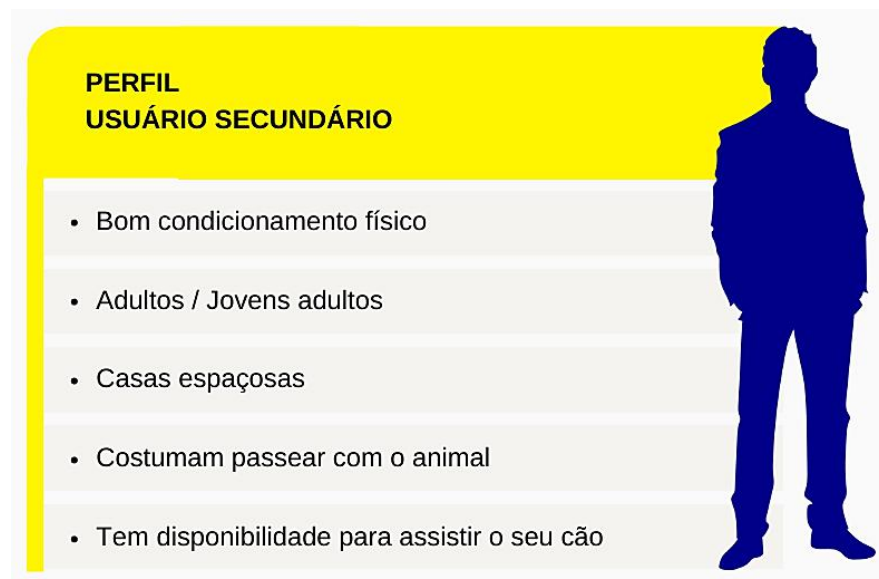 PERFIL
USUÁRIO SECUNDÁRIO
• Bom condicionamento físico
• Adultos / Jovens adultos
• Casas espaçosas
• Costumam passear com o animal
• Tem disponibilidade para assistir o seu cão